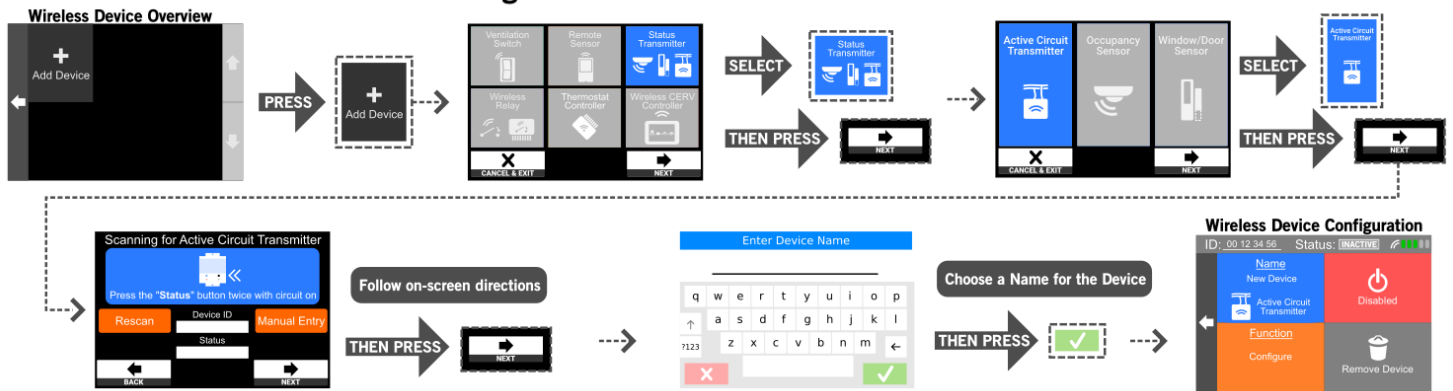 Wireless Device Overview
+
Add Device
PRESS
+
Add Device
Ventilation
Switch
Remote
Sensor
Status
Transmitter
Wireless
Relay
Thermostat
Controller
Wireless CERV
Controller
X
CANCEL & EXIT
NEXT
SELECT
Status
Transmitter
THEN PRESS
NEXT
Active Circuit
Transmitter
Occupancy
Sensor
Window/Door
Sensor
X
CANCEL & EXIT
NEXT
SELECT
Active Circuit
Transmitter
THEN PRESS
NEXT
Scanning for Active Circuit Transmitter
Press the "Status" button twice with circuit on
Rescan
Device ID
Manual Entry
Status
BACK
NEXT
Follow on-screen directions
THEN PRESS
NEXT
Enter Device Name
q w e r t y u i o p
a s d f g h j k l
?123 z x c v b n m
Choose a Name for the Device
THEN PRESS
Wireless Device Configuration
ID: 00 12 34 56 Status: INACTIVE
Name
New Device
Active Circuit
Transmitter
Disabled
Function
Configure
Remove Device